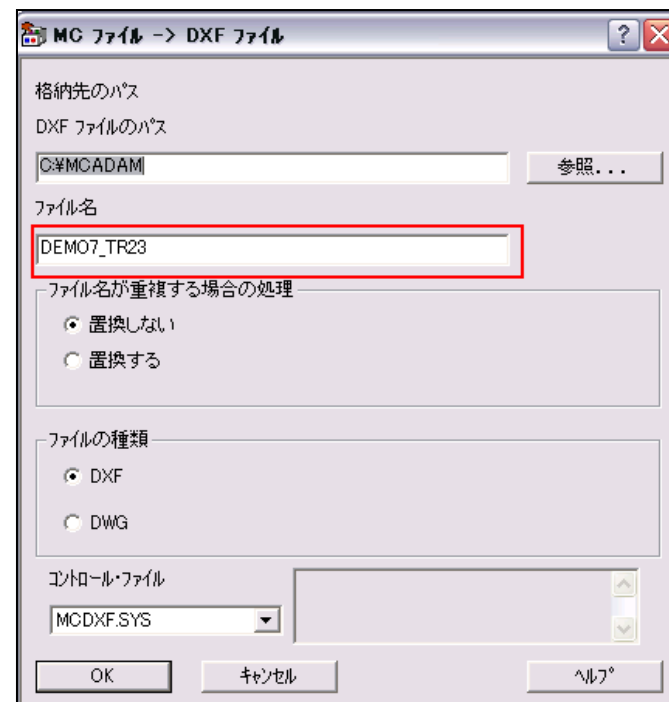 MC ファイル -> DXF ファイル
格納先のパス
DXF ファイルのパス
C:¥MCADAM
参照...
ファイル名
DEMO7_TR23
ファイル名が重複する場合の処理
置換しない
置換する
ファイルの種類
DXF
DWG
コントロール・ファイル
MCDXF.SYS
OK
キャンセル
ヘルプ